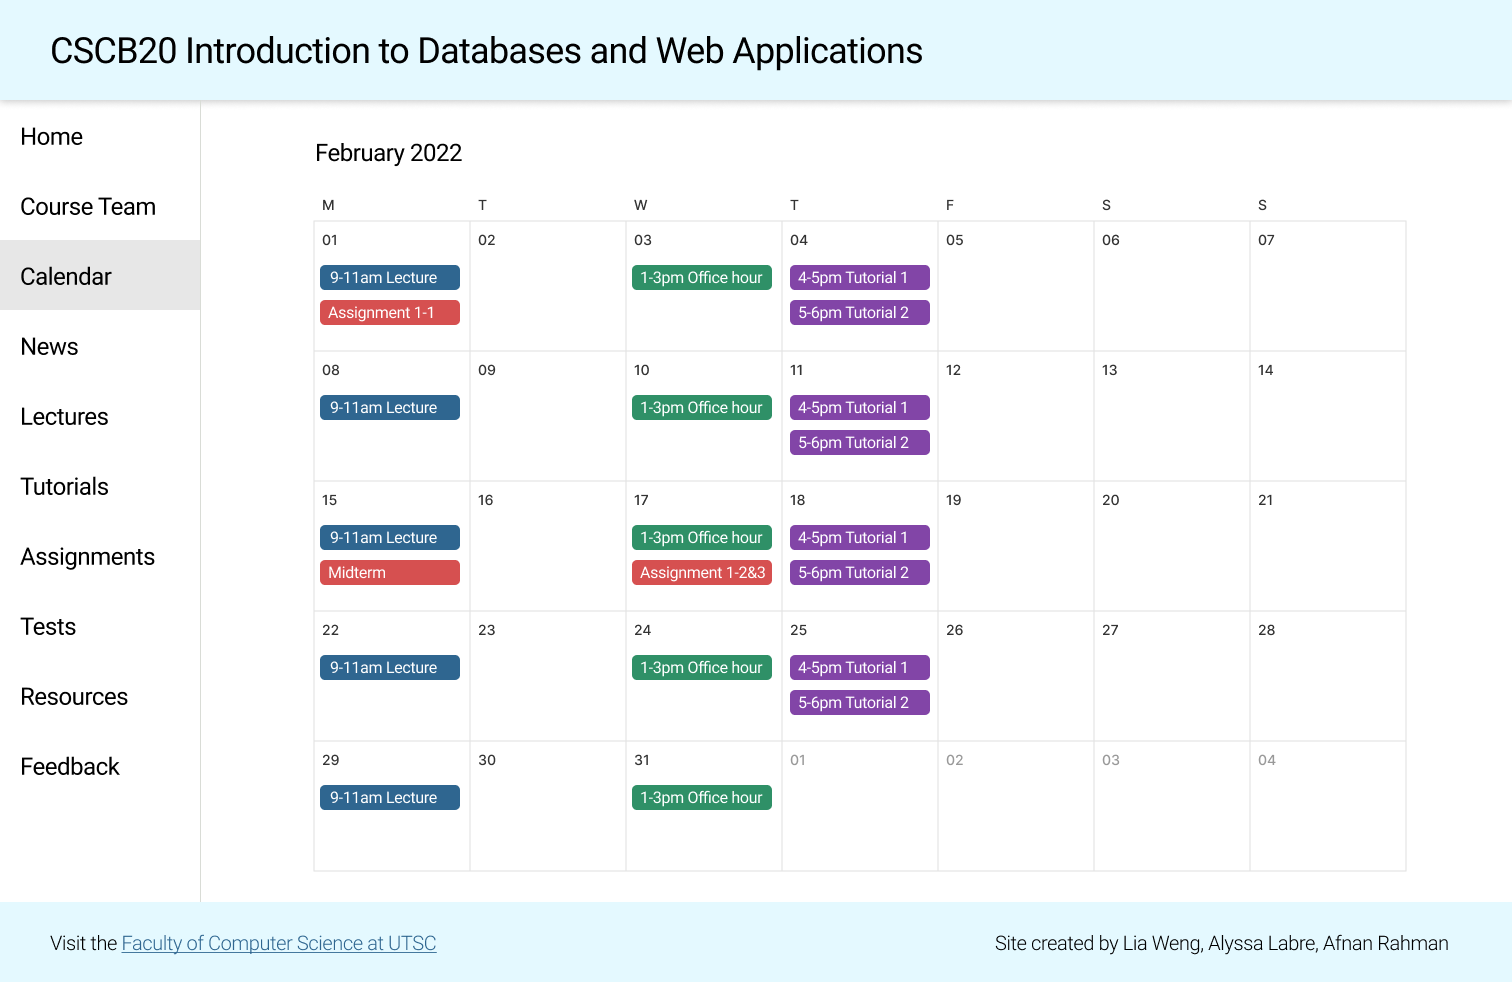 CSCB20 Introduction to Databases and Web Applications
Home
Course Team
Calendar
News
Lectures
Tutorials
Assignments
Tests
Resources
Feedback
February 2022
M T W T F S S
01 02 03 04 05 06 07
9-11am Lecture 1-3pm Office hour 4-5pm Tutorial 1
Assignment 1-1 5-6pm Tutorial 2
08 09 10 11 12 13 14
9-11am Lecture 1-3pm Office hour 4-5pm Tutorial 1
5-6pm Tutorial 2
15 16 17 18 19 20 21
9-11am Lecture 1-3pm Office hour 4-5pm Tutorial 1
Midterm Assignment 1-2&3 5-6pm Tutorial 2
22 23 24 25 26 27 28
9-11am Lecture 1-3pm Office hour 4-5pm Tutorial 1
5-6pm Tutorial 2
29 30 31 01 02 03 04
9-11am Lecture 1-3pm Office hour
Visit the Faculty of Computer Science at UTSC
Site created by Lia Weng, Alyssa Labre, Afnan Rahman